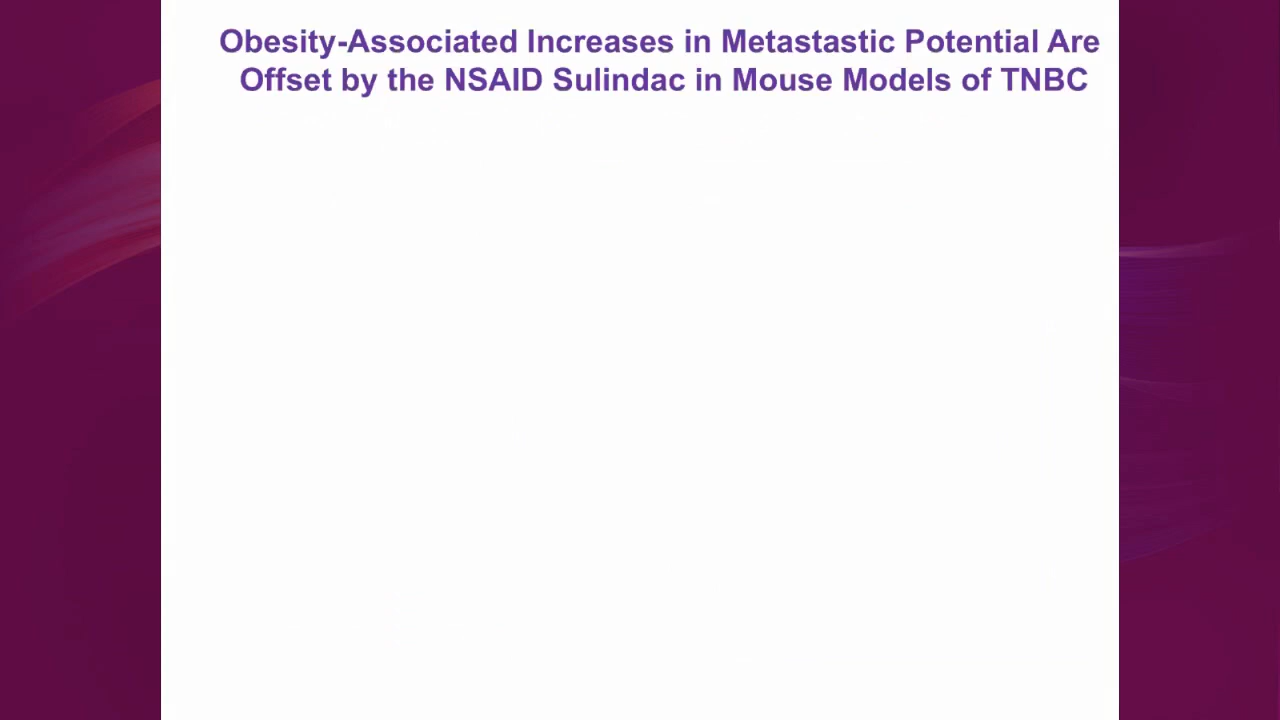 Obesity-Associated Increases in Metastastic Potential Are
Offset by the NSAID Sulindac in Mouse Models of TNBC